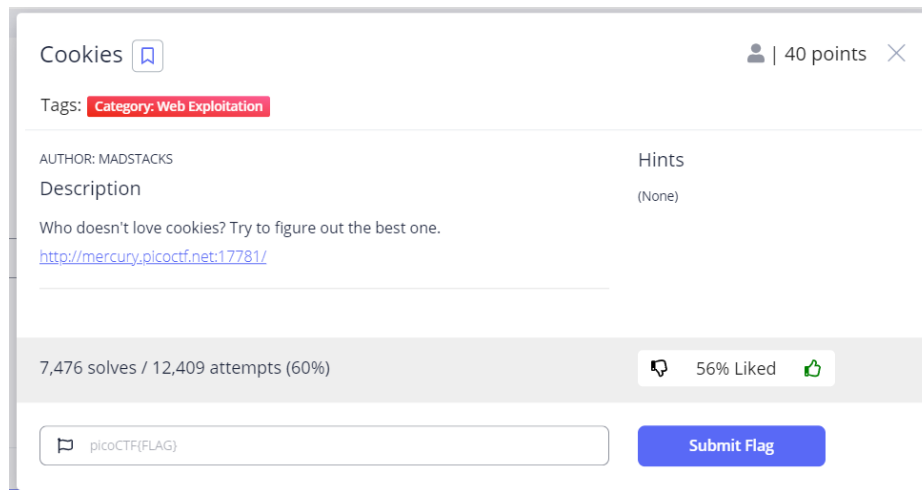 Cookies
| 40 points
Tags: Category: Web Exploitation
AUTHOR: MADSTACKS
Hints
Description
(None)
Who doesn't love cookies? Try to figure out the best one.
http://mercury.picoctf.net:17781/
7,476 solves / 12,409 attempts (60%)
56% Liked
picoCTF{FLAG}
Submit Flag